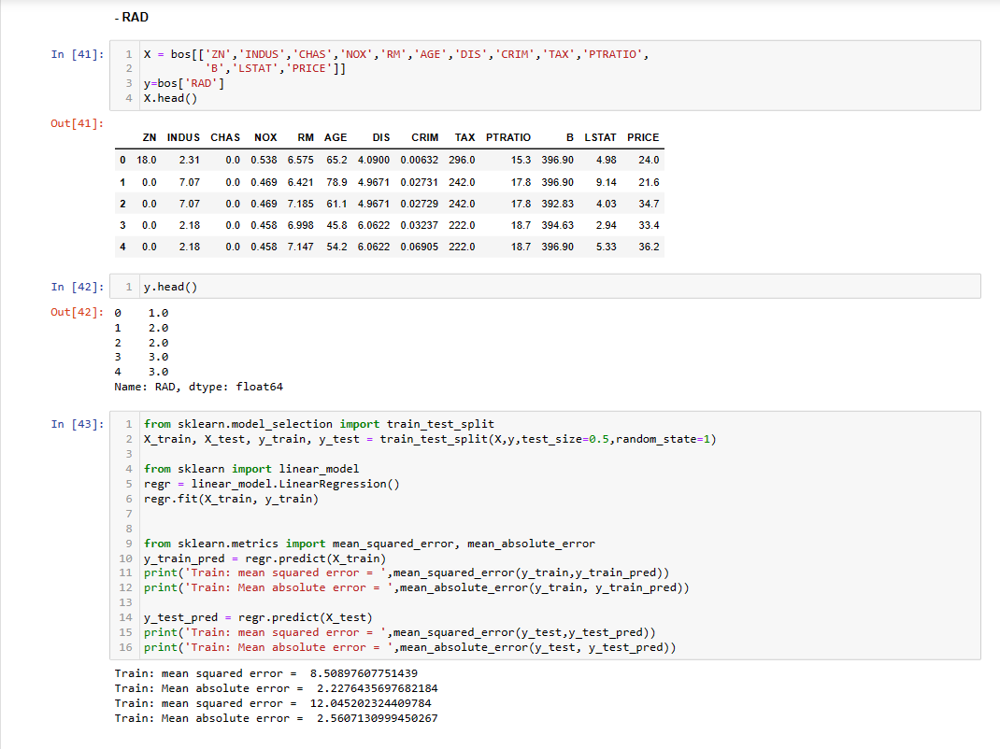 - RAD
In [41]:
1 X = bos[['ZN','INDUS','CHAS','NOX','RM','AGE','DIS','CRIM','TAX','PTRATIO',
2 'B','LSTAT','PRICE']]
3 y=bos['RAD']
4 X.head()
Out[41]:
ZN INDUS CHAS NOX RM AGE DIS CRIM TAX PTRATIO B LSTAT PRICE
0 18.0 2.31 0.0 0.538 6.575 65.2 4.0900 0.00632 296.0 15.3 396.90 4.98 24.0
1 0.0 7.07 0.0 0.469 6.421 78.9 4.9671 0.02731 242.0 17.8 396.90 9.14 21.6
2 0.0 7.07 0.0 0.469 7.185 61.1 4.9671 0.02729 242.0 17.8 392.83 4.03 34.7
3 0.0 2.18 0.0 0.458 6.998 45.8 6.0622 0.03237 222.0 18.7 394.63 2.94 33.4
4 0.0 2.18 0.0 0.458 7.147 54.2 6.0622 0.06905 222.0 18.7 396.90 5.33 36.2
In [42]:
1 y.head()
Out[42]:
0 1.0
1 2.0
2 2.0
3 3.0
4 3.0
Name: RAD, dtype: float64
In [43]:
1 from sklearn.model_selection import train_test_split
2 X_train, X_test, y_train, y_test = train_test_split(X,y,test_size=0.5,random_state=1)
3
4 from sklearn import linear_model
5 regr = linear_model.LinearRegression()
6 regr.fit(X_train, y_train)
7
8
9 from sklearn.metrics import mean_squared_error, mean_absolute_error
10 y_train_pred = regr.predict(X_train)
11 print('Train: mean squared error = ',mean_squared_error(y_train,y_train_pred))
12 print('Train: Mean absolute error = ',mean_absolute_error(y_train, y_train_pred))
13
14 y_test_pred = regr.predict(X_test)
15 print('Train: mean squared error = ',mean_squared_error(y_test,y_test_pred))
16 print('Train: Mean absolute error = ',mean_absolute_error(y_test, y_test_pred))
Train: mean squared error =  8.50897607751439
Train: Mean absolute error =  2.2276435697682184
Train: mean squared error =  12.045202324409784
Train: Mean absolute error =  2.5607130999450267